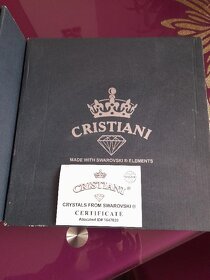 CRISTIANI
MADE WITH SWAROVSKI ® ELEMENTS
CRISTIANI
CRYSTALS FROM SWAROVSKI ®
CERTIFICATE